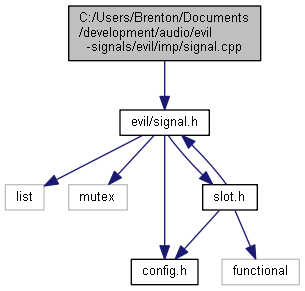 C:/Users/Brenton/Documents
/development/audio/evil
-signals/evil/imp/signal.cpp
evil/signal.h
list
mutex
slot.h
config.h
functional